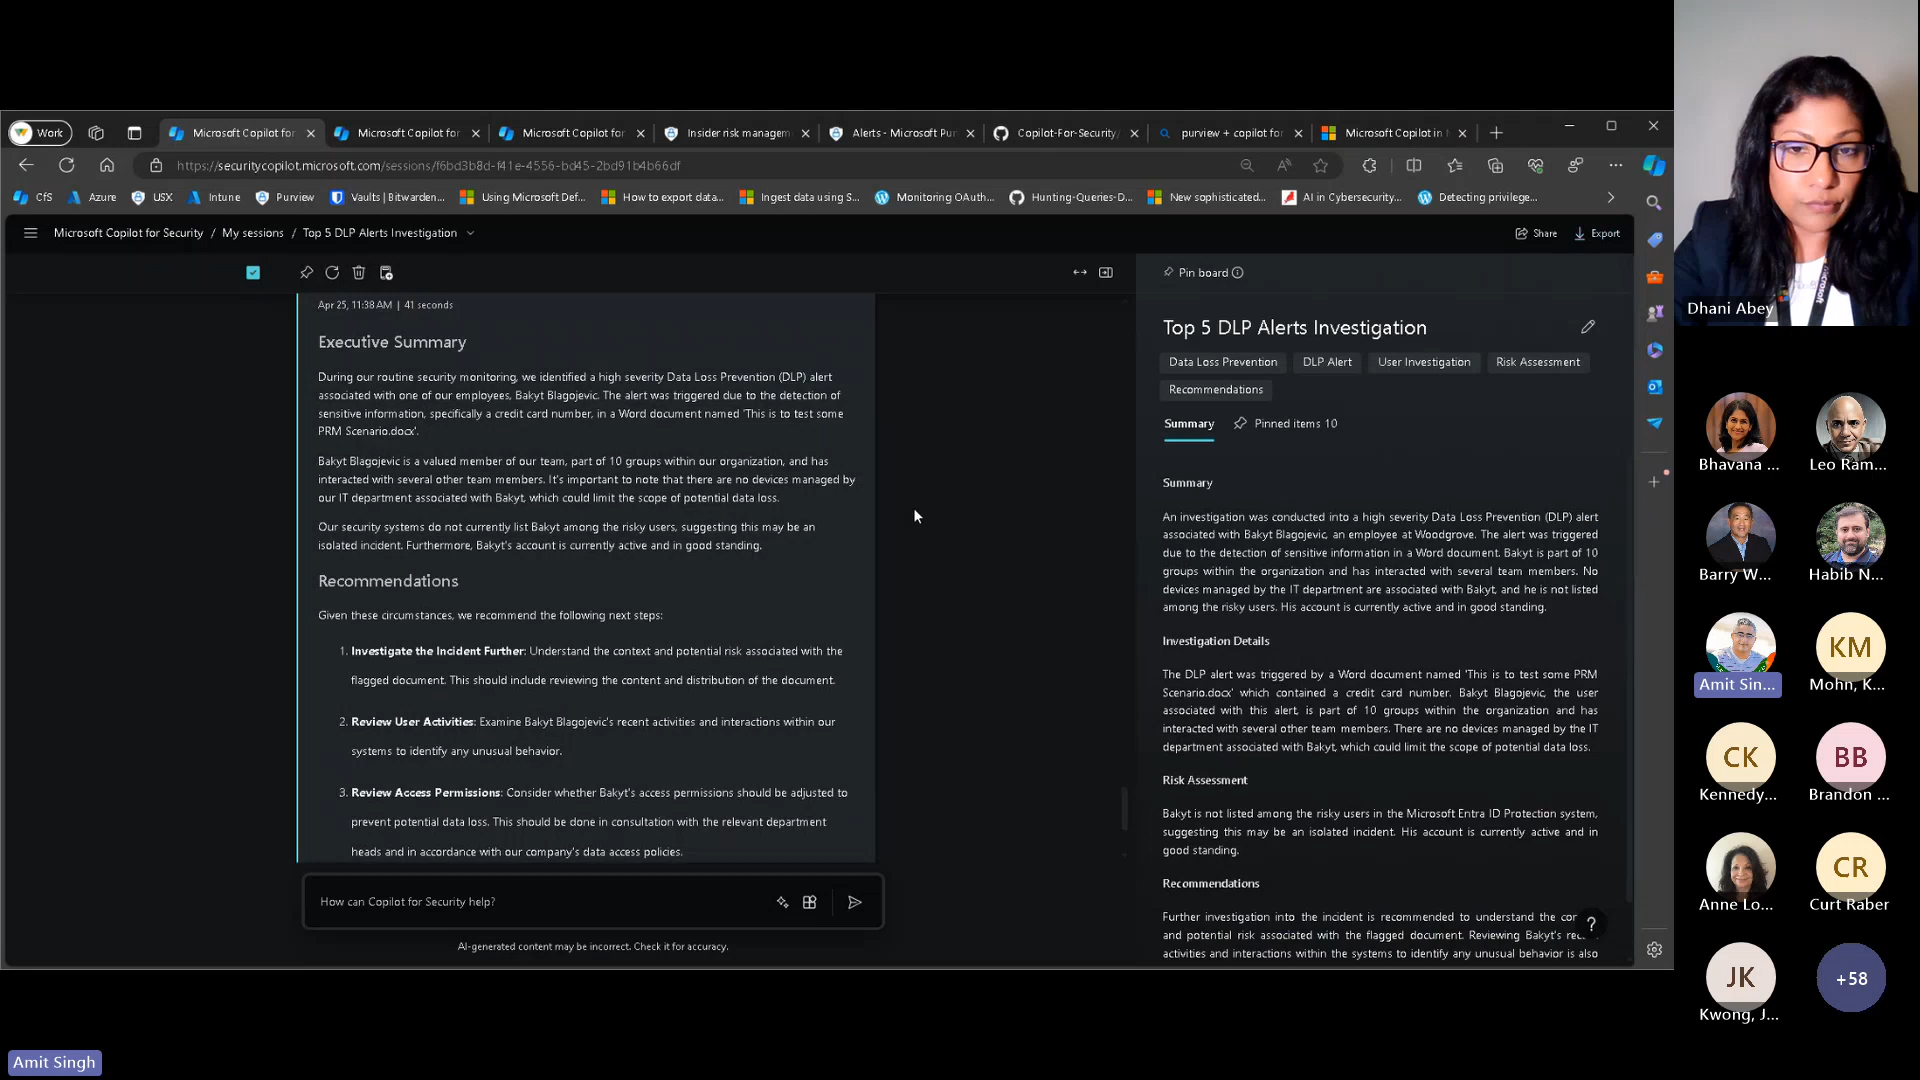 Work
Microsoft Copilot for
Microsoft Copilot for
Microsoft Copilot for
Insider risk managem
Alerts - Microsoft Pur
Copilot-For-Security/
purview + copilot for
Microsoft Copilot in
https://securitycopilot.microsoft.com/sessions/f6bd3b8d-f41e-4556-bd45-2bd91b4b66df
CfS
Azure
USX
Intune
Purview
Vaults | Bitwarden...
Using Microsoft Def...
How to export data...
Ingest data using S...
Monitoring OAuth...
Hunting-Queries-D...
New sophisticated...
AI in Cybersecurity...
Detecting privilege...
Microsoft Copilot for Security / My sessions / Top 5 DLP Alerts Investigation
Share
Export
Apr 25, 11:38 AM | 41 seconds
Executive Summary
During our routine security monitoring, we identified a high severity Data Loss Prevention (DLP) alert
associated with one of our employees, Bakyt Blagojevic. The alert was triggered due to the detection of
sensitive information, specifically a credit card number, in a Word document named 'This is to test some
PRM Scenario.docx'.
Bakyt Blagojevic is a valued member of our team, part of 10 groups within our organization, and has
interacted with several other team members. It's important to note that there are no devices managed by
our IT department associated with Bakyt, which could limit the scope of potential data loss.
Our security systems do not currently list Bakyt among the risky users, suggesting this may be an
isolated incident. Furthermore, Bakyt's account is currently active and in good standing.
Recommendations
Given these circumstances, we recommend the following next steps:
1. Investigate the Incident Further: Understand the context and potential risk associated with the
flagged document. This should include reviewing the content and distribution of the document.
2. Review User Activities: Examine Bakyt Blagojevic's recent activities and interactions within our
systems to identify any unusual behavior.
3. Review Access Permissions: Consider whether Bakyt's access permissions should be adjusted to
prevent potential data loss. This should be done in consultation with the relevant department
heads and in accordance with our company's data access policies.
How can Copilot for Security help?
AI-generated content may be incorrect. Check it for accuracy.
Pin board
Top 5 DLP Alerts Investigation
Data Loss Prevention
DLP Alert
User Investigation
Risk Assessment
Recommendations
Summary
Pinned items 10
Summary
An investigation was conducted into a high severity Data Loss Prevention (DLP) alert
associated with Bakyt Blagojevic, an employee at Woodgrove. The alert was triggered
due to the detection of sensitive information in a Word document. Bakyt is part of 10
groups within the organization and has interacted with several team members. No
devices managed by the IT department are associated with Bakyt, and he is not listed
among the risky users. His account is currently active and in good standing.
Investigation Details
The DLP alert was triggered by a Word document named 'This is to test some PRM
Scenario.docx' which contained a credit card number. Bakyt Blagojevic, the user
associated with this alert, is part of 10 groups within the organization and has
interacted with several other team members. There are no devices managed by the IT
department associated with Bakyt, which could limit the scope of potential data loss.
Risk Assessment
Bakyt is not listed among the risky users in the Microsoft Entra ID Protection system,
suggesting this may be an isolated incident. His account is currently active and in
good standing.
Recommendations
Further investigation into the incident is recommended to understand the con
and potential risk associated with the flagged document. Reviewing Bakyt's rec
activities and interactions within the systems to identify any unusual behavior is also
?
Dhani Abey
Microsoft
Bhavana ...
Leo Ram...
Barry W...
Habib N...
Amit Sin...
KM
Mohn, K...
CK
Kennedy...
BB
Brandon ...
Anne Lo...
CR
Curt Raber
JK
Kwong, J...
+58
Amit Singh